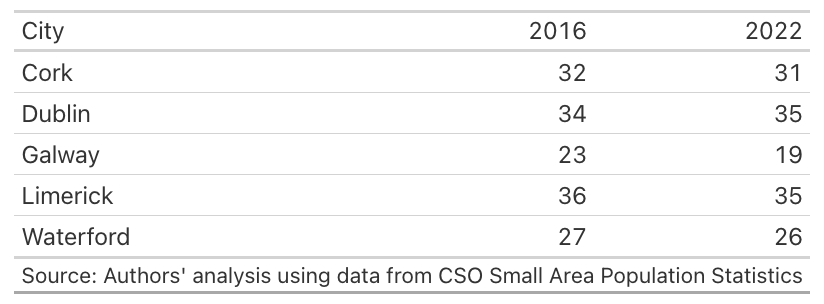 City 2016 2022
Cork 32 31
Dublin 34 35
Galway 23 19
Limerick 36 35
Waterford 27 26
Source: Authors' analysis using data from CSO Small Area Population Statistics